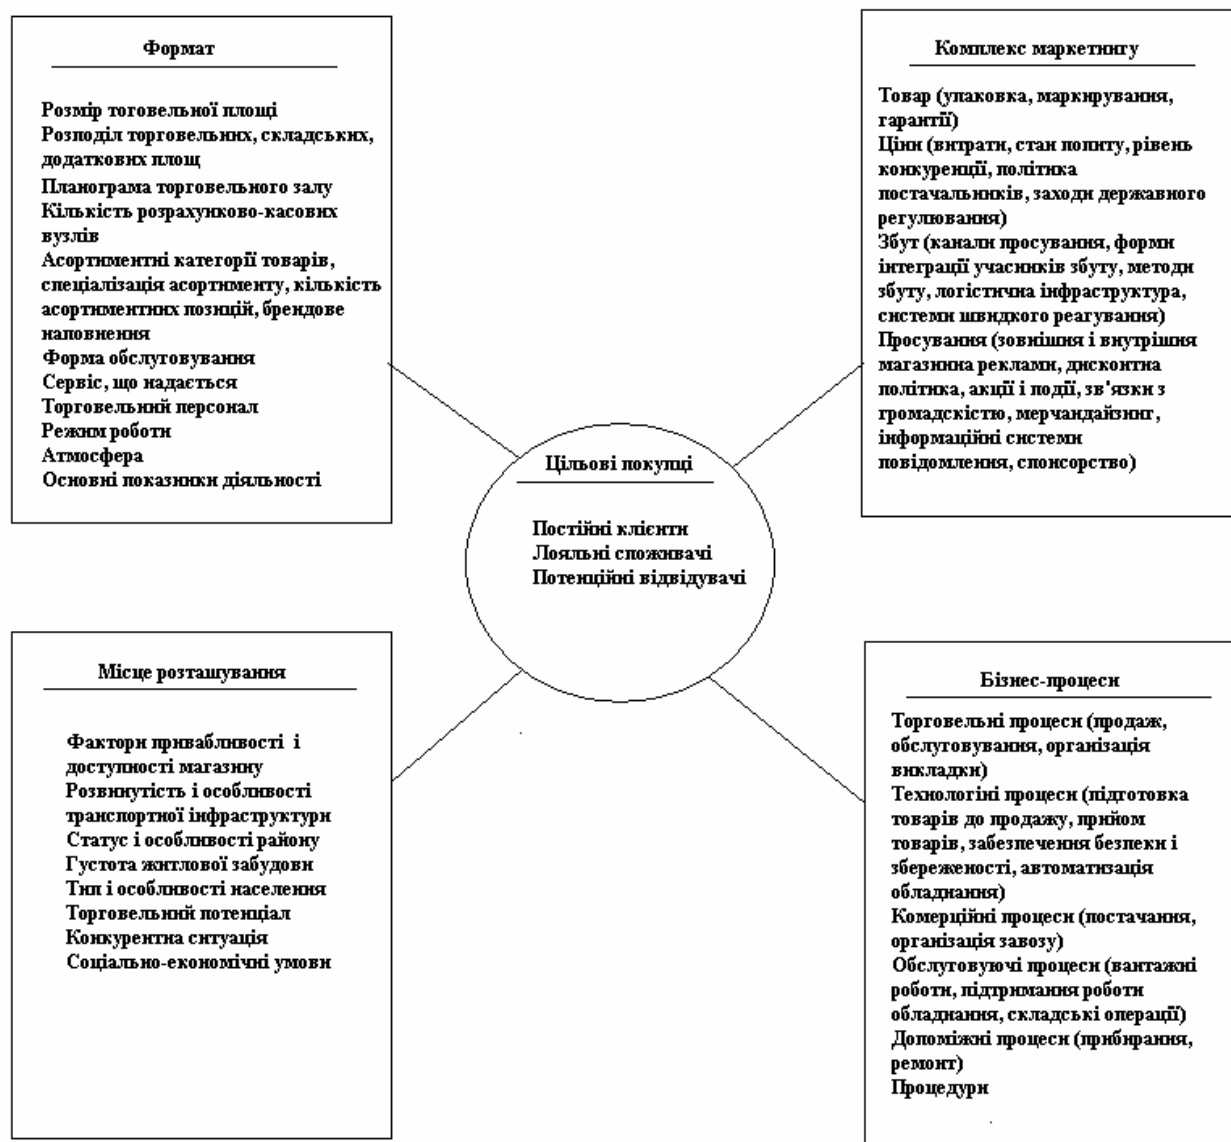 Формат
Розмір тоговельної площі
Розподіл торговельних, складських,
додаткових площ
Планограма торговельного залу
Кількість розрахунково-касових
вузлів
Асортиментні категорії товарів,
спеціалізація асортименту, кількість
асортиментних позицій, брендове
наповнення
Форма обслуговування
Сервіс, що надається
Торговельний персонал
Режим роботи
Атмосфера
Основні показники діяльності
Комплекс маркетингу
Товар (упаковка, маркирування,
гарантії)
Ціни (витрати, стан попиту, рівень
конкуренції, політика
постачальників, заходи державного
регулювання)
Збут (канали просування, форми
інтеграції учасників збуту, методи
збуту, логістична інфраструктура,
системи швидкого реагування)
Просування (зовнішня і внутрішня
магазинна реклами, дисконтна
політика, акції і події, зв'язки з
громадскістю, мерчандайзинг,
інформаційні системи
повідомлення, спонсорство)
Цільові покупці
Постійні клієнти
Лояльні споживачі
Потенційні відвідувачі
Місце розташування
Фактори привабливості і
доступності магазину
Розвинутість і особливості
транспортної інфраструктури
Статус і особливості району
Густота житлової забудови
Тип і особливості населення
Торговельний потенціал
Конкурентна ситуація
Соціально-економічні умови
Бізнес-процеси
Торговельні процеси (продаж,
обслуговування, організація
викладки)
Технологіні процеси (підготовка
товарів до продажу, прийом
товарів, забезпечення безпеки і
збереженості, автоматизація
обладнання)
Комерційні процеси (постачання,
організація завозу)
Обслуговуючі процеси (вантажні
роботи, підтримання роботи
обладнання, складські операції)
Допоміжні процеси (прибирання,
ремонт)
Процедури